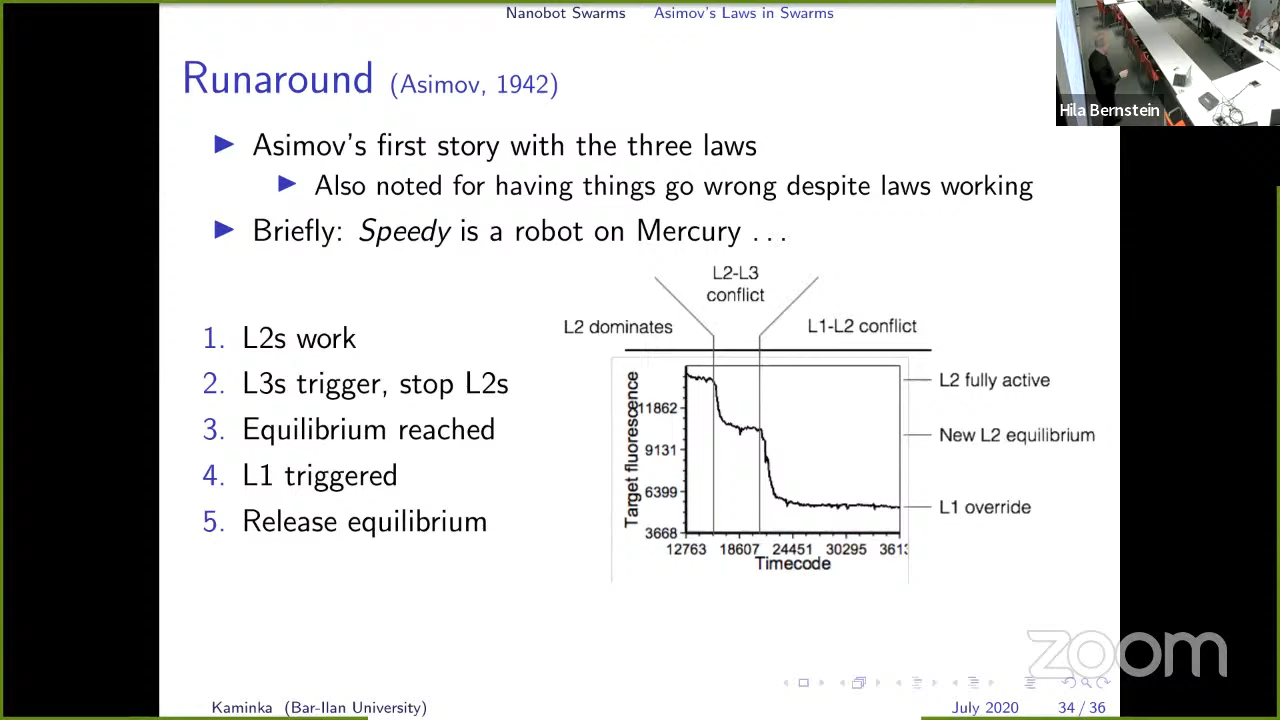 Nanobot Swarms Asimov's Laws in Swarms
Hila Bernstein
Runaround (Asimov, 1942)
Asimov's first story with the three laws
Also noted for having things go wrong despite laws working
Briefly: Speedy is a robot on Mercury ...
1. L2s work
2. L3s trigger, stop L2s
3. Equilibrium reached
4. L1 triggered
5. Release equilibrium
L2-L3
conflict
L2 dominates
L1-L2 conflict
Target fluorescence
11862
9131
6399
3668
12763 18607 24451 30295 3613
Timecode
L2 fully active
New L2 equilibrium
L1 override
zoom
Kaminka (Bar-Ilan University) July 2020 34 / 36